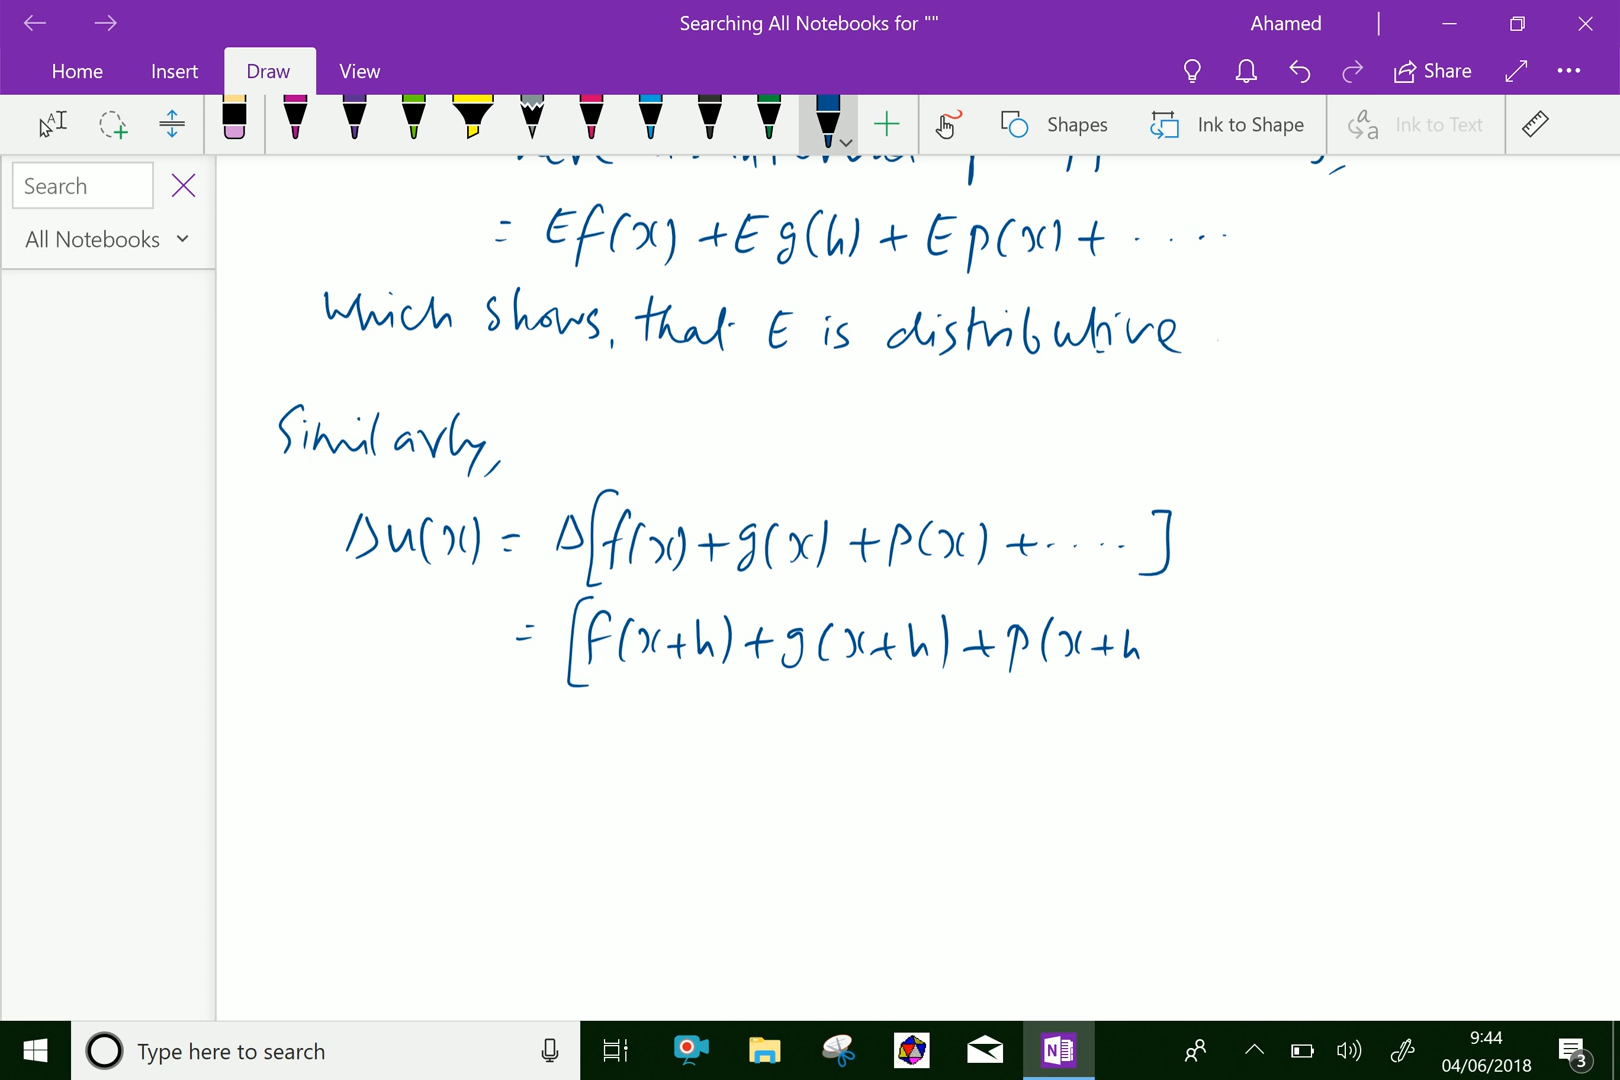 Searching All Notebooks for ""
Ahamed
Home Insert Draw View
Share
Shapes Ink to Shape Ink to Text
Search
All Notebooks
= Ef(x) + E g(h) + E p(x) + .....
which shows, that E is distributive
Similarly,
Δu(x) = Δ[f(x) + g(x) + p(x) + .....]
= [f(x+h) + g(x+h) + p(x+h
Type here to search
9:44
04/06/2018
3